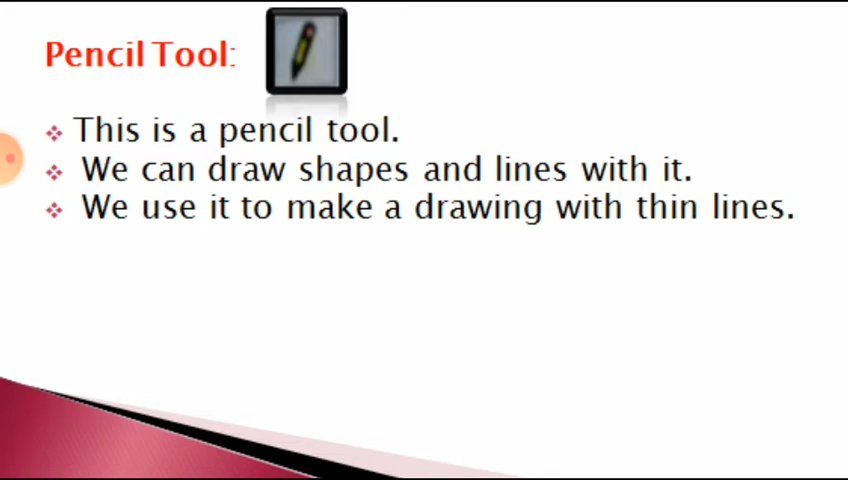 Pencil Tool:
This is a pencil tool.
We can draw shapes and lines with it.
We use it to make a drawing with thin lines.